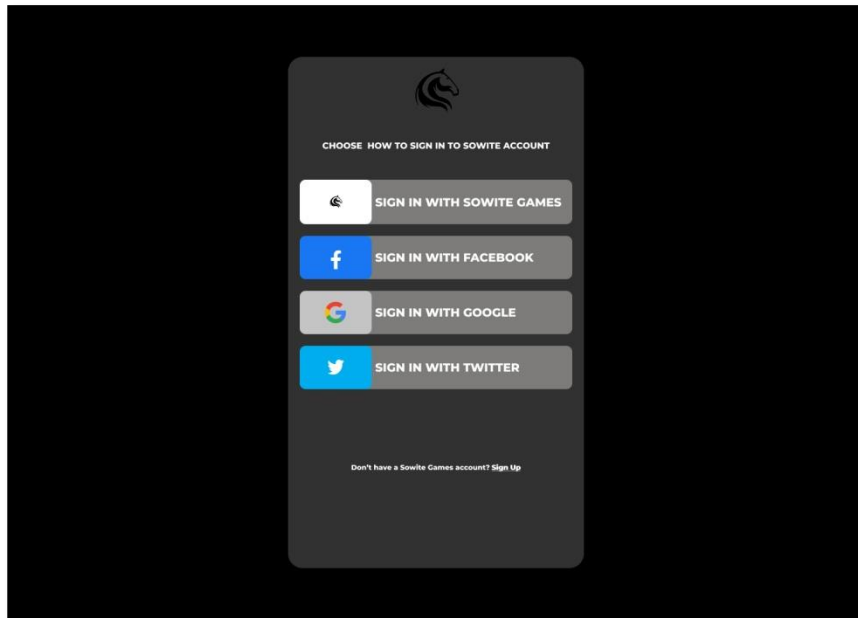 CHOOSE HOW TO SIGN IN TO SOWITE ACCOUNT
SIGN IN WITH SOWITE GAMES
SIGN IN WITH FACEBOOK
SIGN IN WITH GOOGLE
SIGN IN WITH TWITTER
Don't have a Sowite Games account? Sign Up